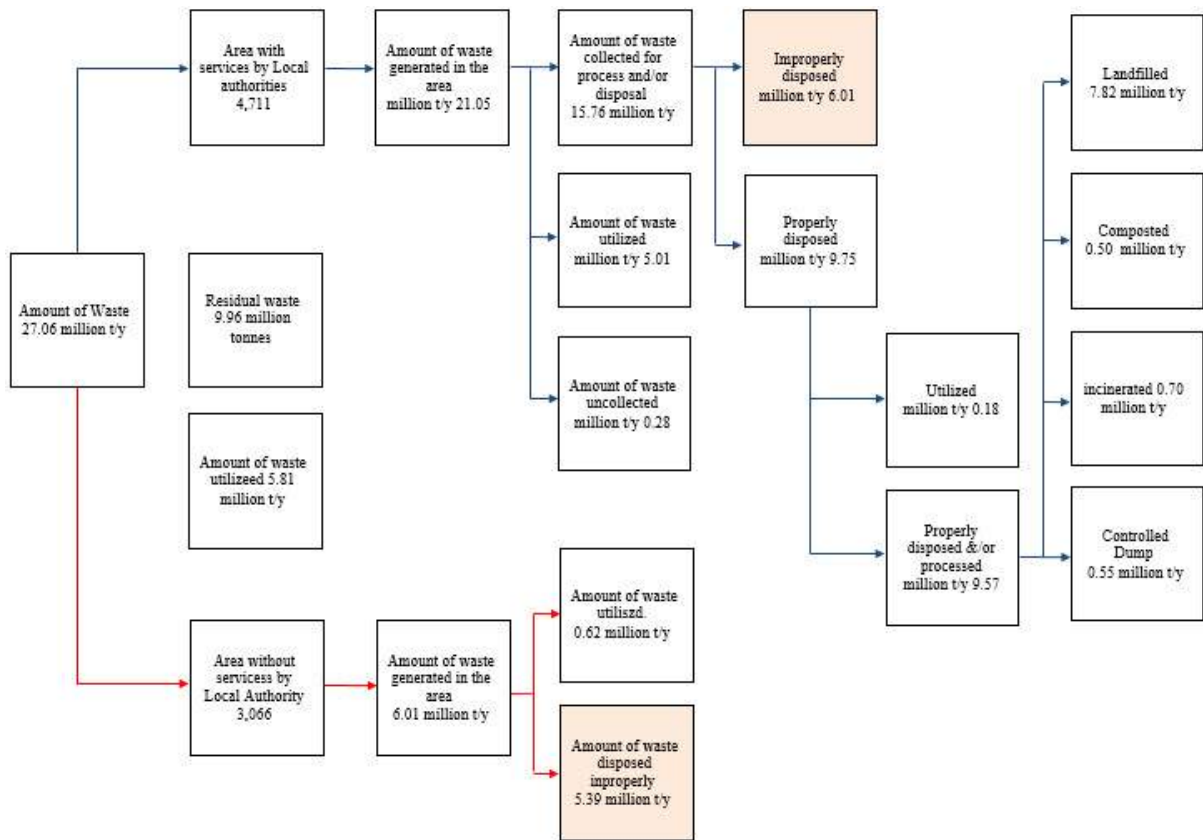 Area with
services by Local
authorities
4,711
Amount of waste
generated in the
area
million t/y 21.05
Amount of waste
collected for
process and/or
disposal
15.76 million t/y
Improperly
disposed
million t/y 6.01
Landfilled
7.82 million t/y
Amount of waste
utilized
million t/y 5.01
Properly
disposed
million t/y 9.75
Composted
0.50 million t/y
Amount of Waste
27.06 million t/y
Residual waste
9.96 million
tonnes
Amount of waste
uncollected
million t/y 0.28
Utilized
million t/y 0.18
incinerated 0.70
million t/y
Amount of waste
utilizeed 5.81
million t/y
Properly
disposed &/or
processed
million t/y 9.57
Controlled
Dump
0.55 million t/y
Amount of waste
utiliszd.
0.62 million t/y
Area without
servicess by
Local Authority
3,066
Amount of waste
generated in the
area
6.01 million t/y
Amount of waste
disposed
inproperly
5.39 million t/y